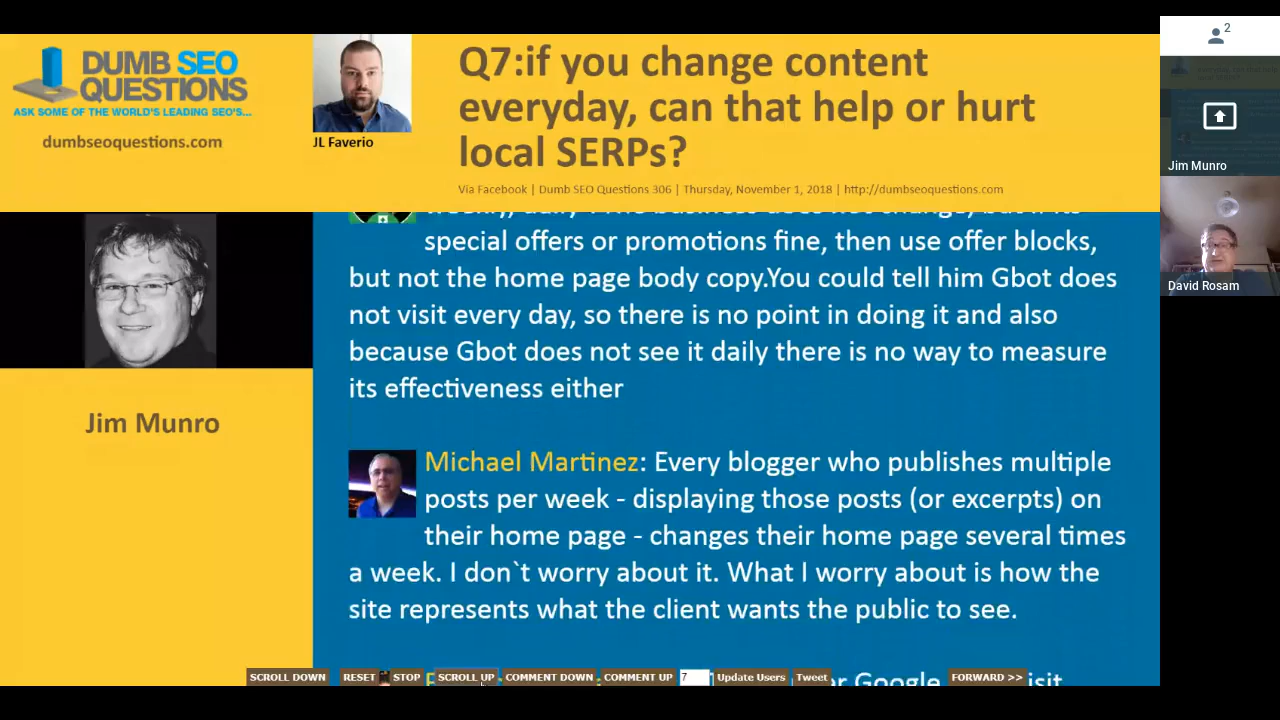 DUMB SEO
QUESTIONS
ASK SOME OF THE WORLD'S LEADING SEO'S...
dumbseoquestions.com
JL Faverio
Q7:if you change content
everyday, can that help or hurt
local SERPs?
Via Facebook | Dumb SEO Questions 306 | Thursday, November 1, 2018 | http://dumbseoquestions.com
2
Jim Munro
David Rosam
Jim Munro
special offers or promotions fine, then use offer blocks,
but not the home page body copy.You could tell him Gbot does
not visit every day, so there is no point in doing it and also
because Gbot does not see it daily there is no way to measure
its effectiveness either
Michael Martinez: Every blogger who publishes multiple
posts per week - displaying those posts (or excerpts) on
their home page - changes their home page several times
a week. I don`t worry about it. What I worry about is how the
site represents what the client wants the public to see.
Google
SCROLL DOWN RESET STOP SCROLL UP COMMENT DOWN COMMENT UP 7 Update Users Tweet FORWARD >>